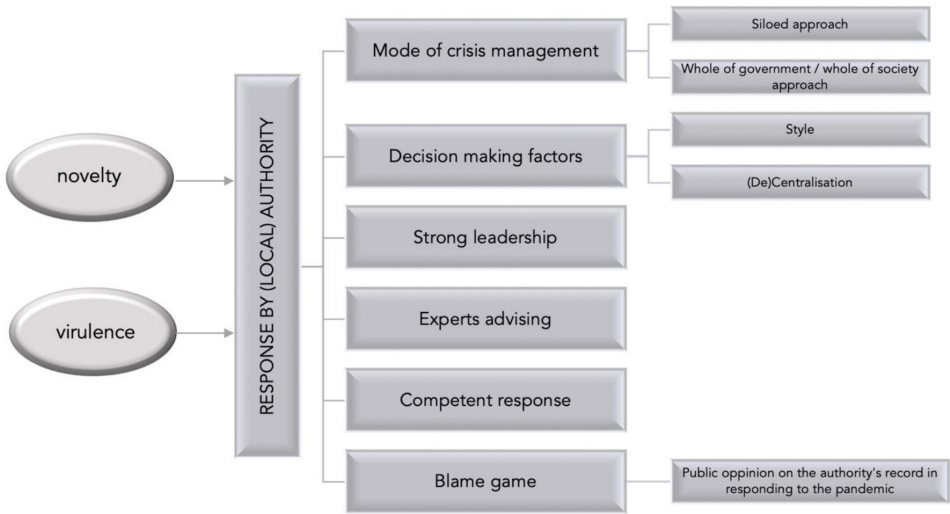 novelty
virulence
RESPONSE BY (LOCAL) AUTHORITY
Mode of crisis management
Siloed approach
Whole of government / whole of society
approach
Decision making factors
Style
(De)Centralisation
Strong leadership
Experts advising
Competent response
Blame game
Public oppinion on the authority's record in
responding to the pandemic